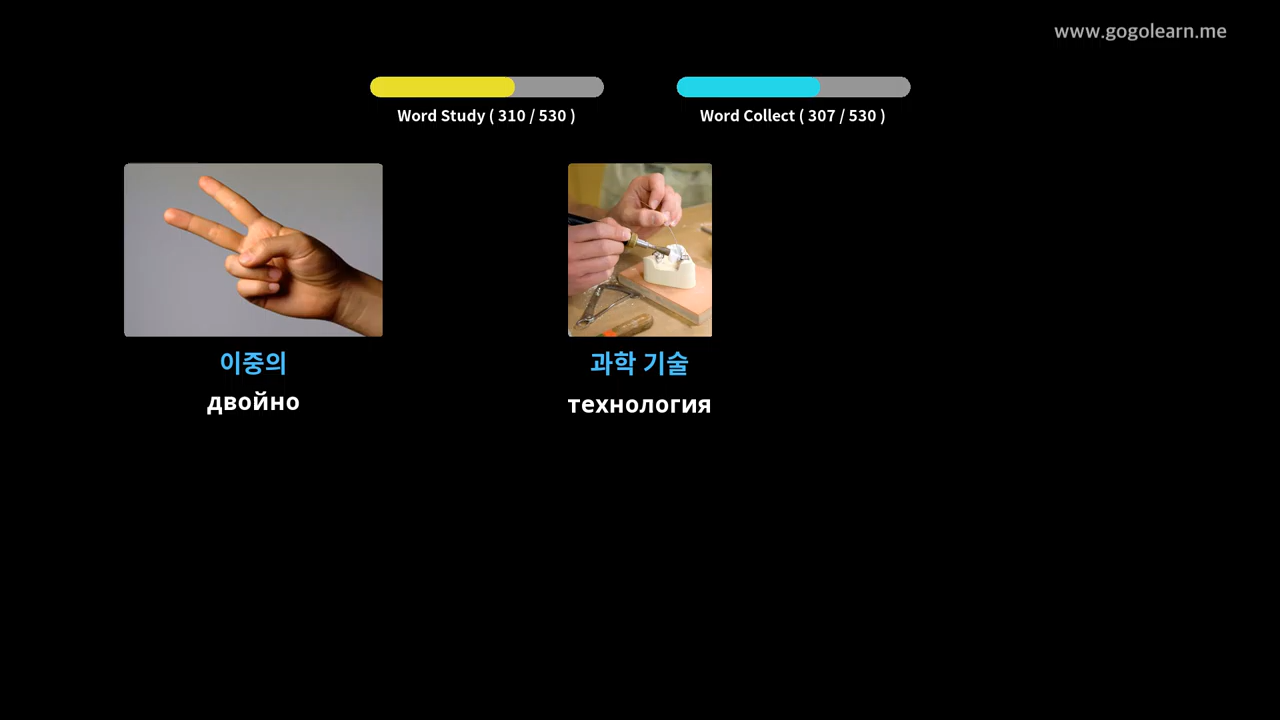 www.gogolearn.me
Word Study ( 310 / 530 )
Word Collect ( 307 / 530 )
이중의
двойно
과학 기술
технология